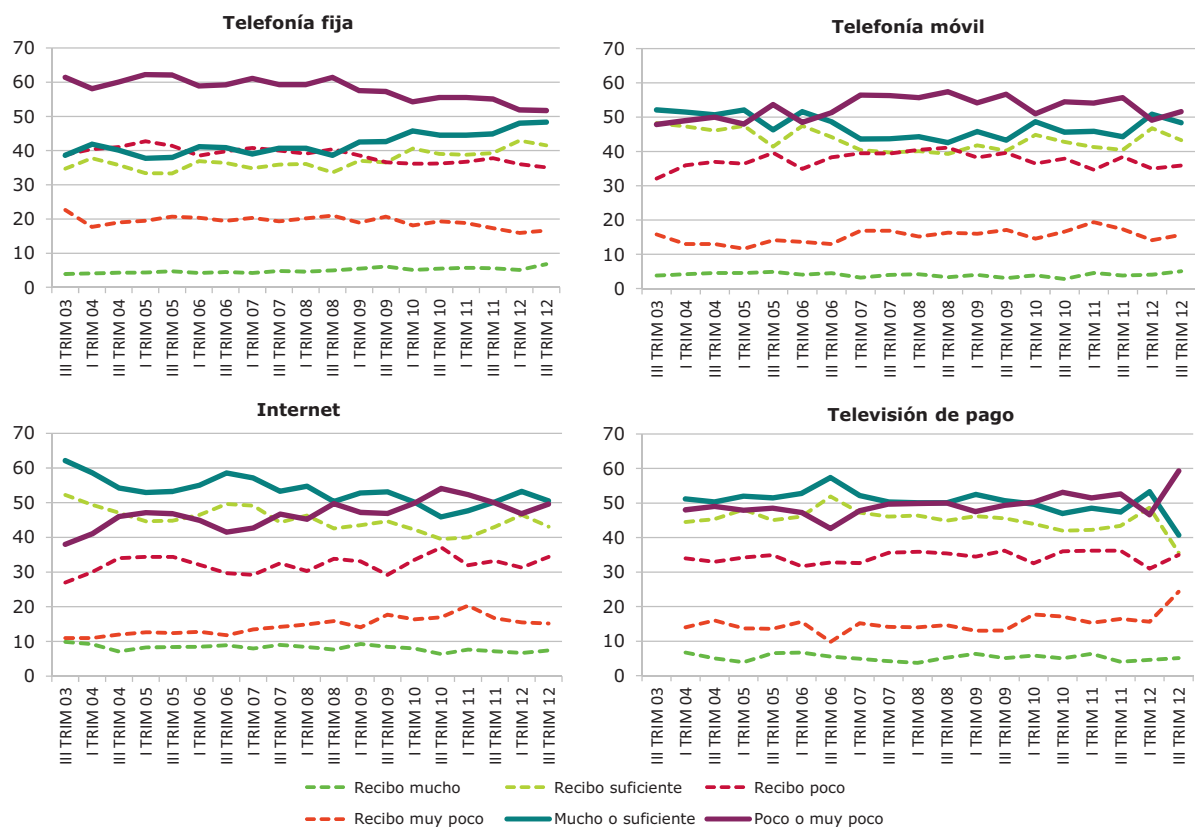 Telefonía fija
70
60
50
40
30
20
10
0
III TRIM 03
I TRIM 04
III TRIM 04
I TRIM 05
III TRIM 05
I TRIM 06
III TRIM 06
I TRIM 07
III TRIM 07
I TRIM 08
III TRIM 08
I TRIM 09
III TRIM 09
I TRIM 10
III TRIM 10
I TRIM 11
III TRIM 11
I TRIM 12
III TRIM 12
Telefonía móvil
70
60
50
40
30
20
10
0
III TRIM 03
I TRIM 04
III TRIM 04
I TRIM 05
III TRIM 05
I TRIM 06
III TRIM 06
I TRIM 07
III TRIM 07
I TRIM 08
III TRIM 08
I TRIM 09
III TRIM 09
I TRIM 10
III TRIM 10
I TRIM 11
III TRIM 11
I TRIM 12
III TRIM 12
Internet
70
60
50
40
30
20
10
0
III TRIM 03
I TRIM 04
III TRIM 04
I TRIM 05
III TRIM 05
I TRIM 06
III TRIM 06
I TRIM 07
III TRIM 07
I TRIM 08
III TRIM 08
I TRIM 09
III TRIM 09
I TRIM 10
III TRIM 10
I TRIM 11
III TRIM 11
I TRIM 12
III TRIM 12
Televisión de pago
70
60
50
40
30
20
10
0
III TRIM 03
I TRIM 04
III TRIM 04
I TRIM 05
III TRIM 05
I TRIM 06
III TRIM 06
I TRIM 07
III TRIM 07
I TRIM 08
III TRIM 08
I TRIM 09
III TRIM 09
I TRIM 10
III TRIM 10
I TRIM 11
III TRIM 11
I TRIM 12
III TRIM 12
Recibo mucho Recibo suficiente Recibo poco
Recibo muy poco Mucho o suficiente Poco o muy poco